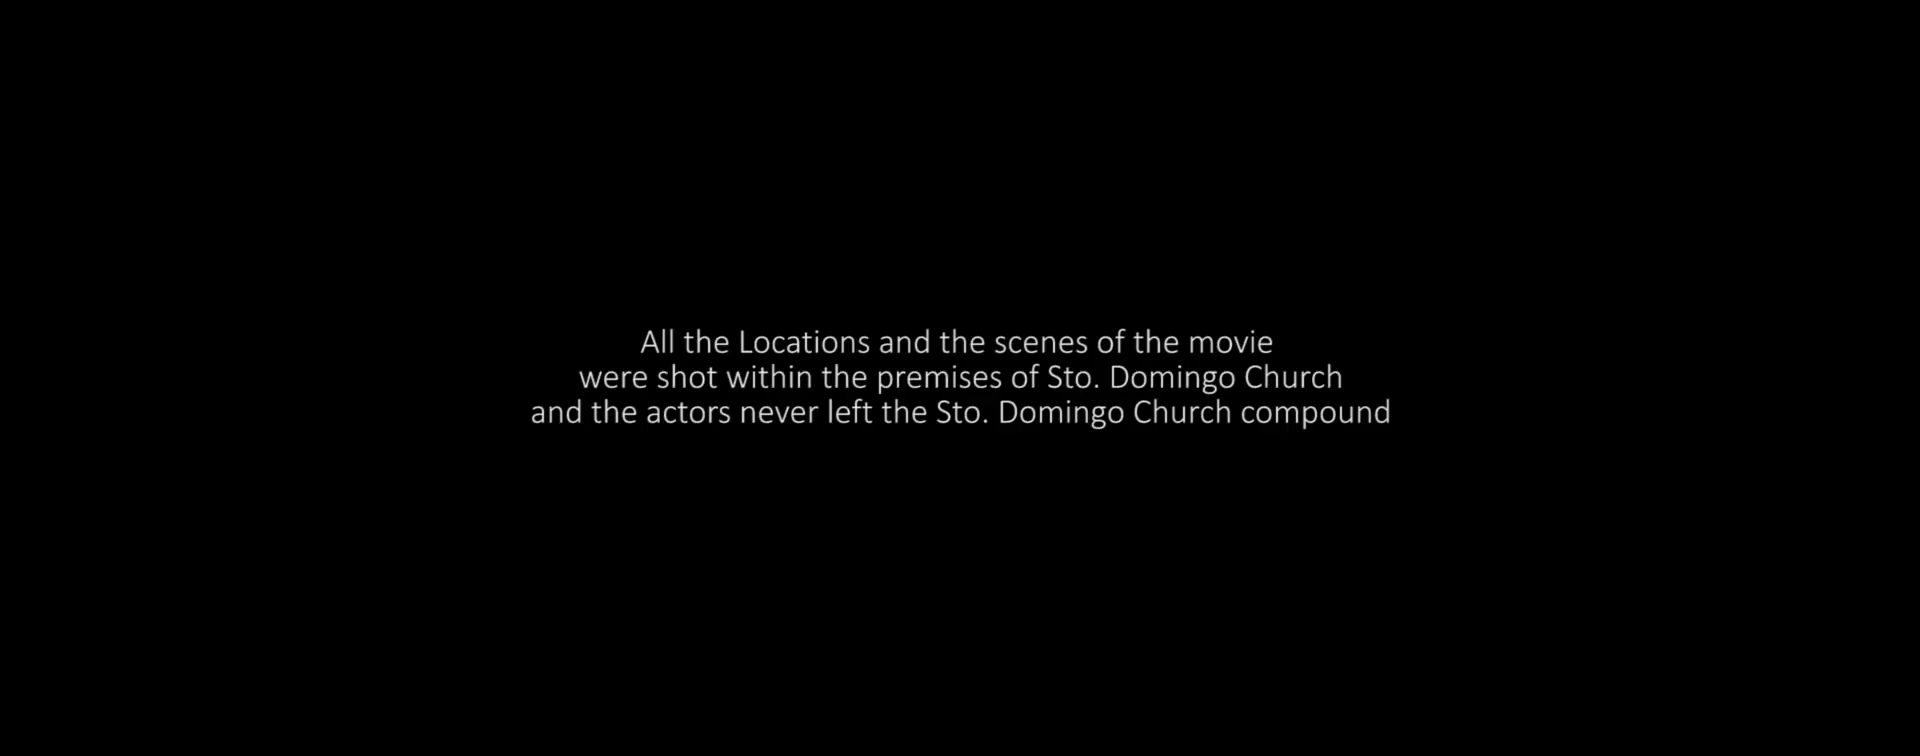 All the Locations and the scenes of the movie
were shot within the premises of Sto. Domingo Church
and the actors never left the Sto. Domingo Church compound